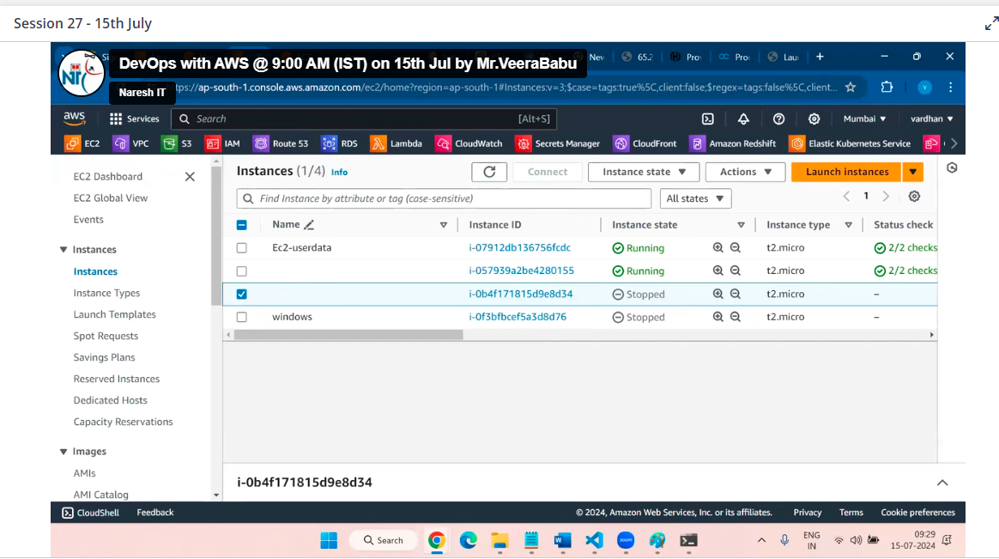 Session 27 - 15th July
DevOps with AWS @ 9:00 AM (IST) on 15th Jul by Mr.VeeraBabu
New
65.2
Pro
Pro
Lau
Naresh IT
tps://ap-south-1.console.aws.amazon.com/ec2/home?region=ap-south-1#Instances:v=3;$case=tags:true%5C,client:false;$regex=tags:false%5C,client...
aws
Services
Search
[Alt+S]
Mumbai
vardhan
EC2
VPC
S3
IAM
Route 53
RDS
Lambda
CloudWatch
Secrets Manager
CloudFront
Amazon Redshift
Elastic Kubernetes Service
EC2 Dashboard
EC2 Global View
Events
Instances
Instances
Instance Types
Launch Templates
Spot Requests
Savings Plans
Reserved Instances
Dedicated Hosts
Capacity Reservations
Images
AMIs
AMI Catalog
Instances (1/4) Info
Connect
Instance state
Actions
Launch instances
Find Instance by attribute or tag (case-sensitive)
All states
1
Name Instance ID Instance state Instance type Status check
Ec2-userdata i-07912db136756fcdc Running t2.micro 2/2 checks
i-057939a2be4280155 Running t2.micro 2/2 checks
i-0b4f171815d9e8d34 Stopped t2.micro –
windows i-0f3bfbcef5a3d8d76 Stopped t2.micro –
i-0b4f171815d9e8d34
CloudShell
Feedback
© 2024, Amazon Web Services, Inc. or its affiliates.
Privacy
Terms
Cookie preferences
Search
ENG
IN
09:29
15-07-2024